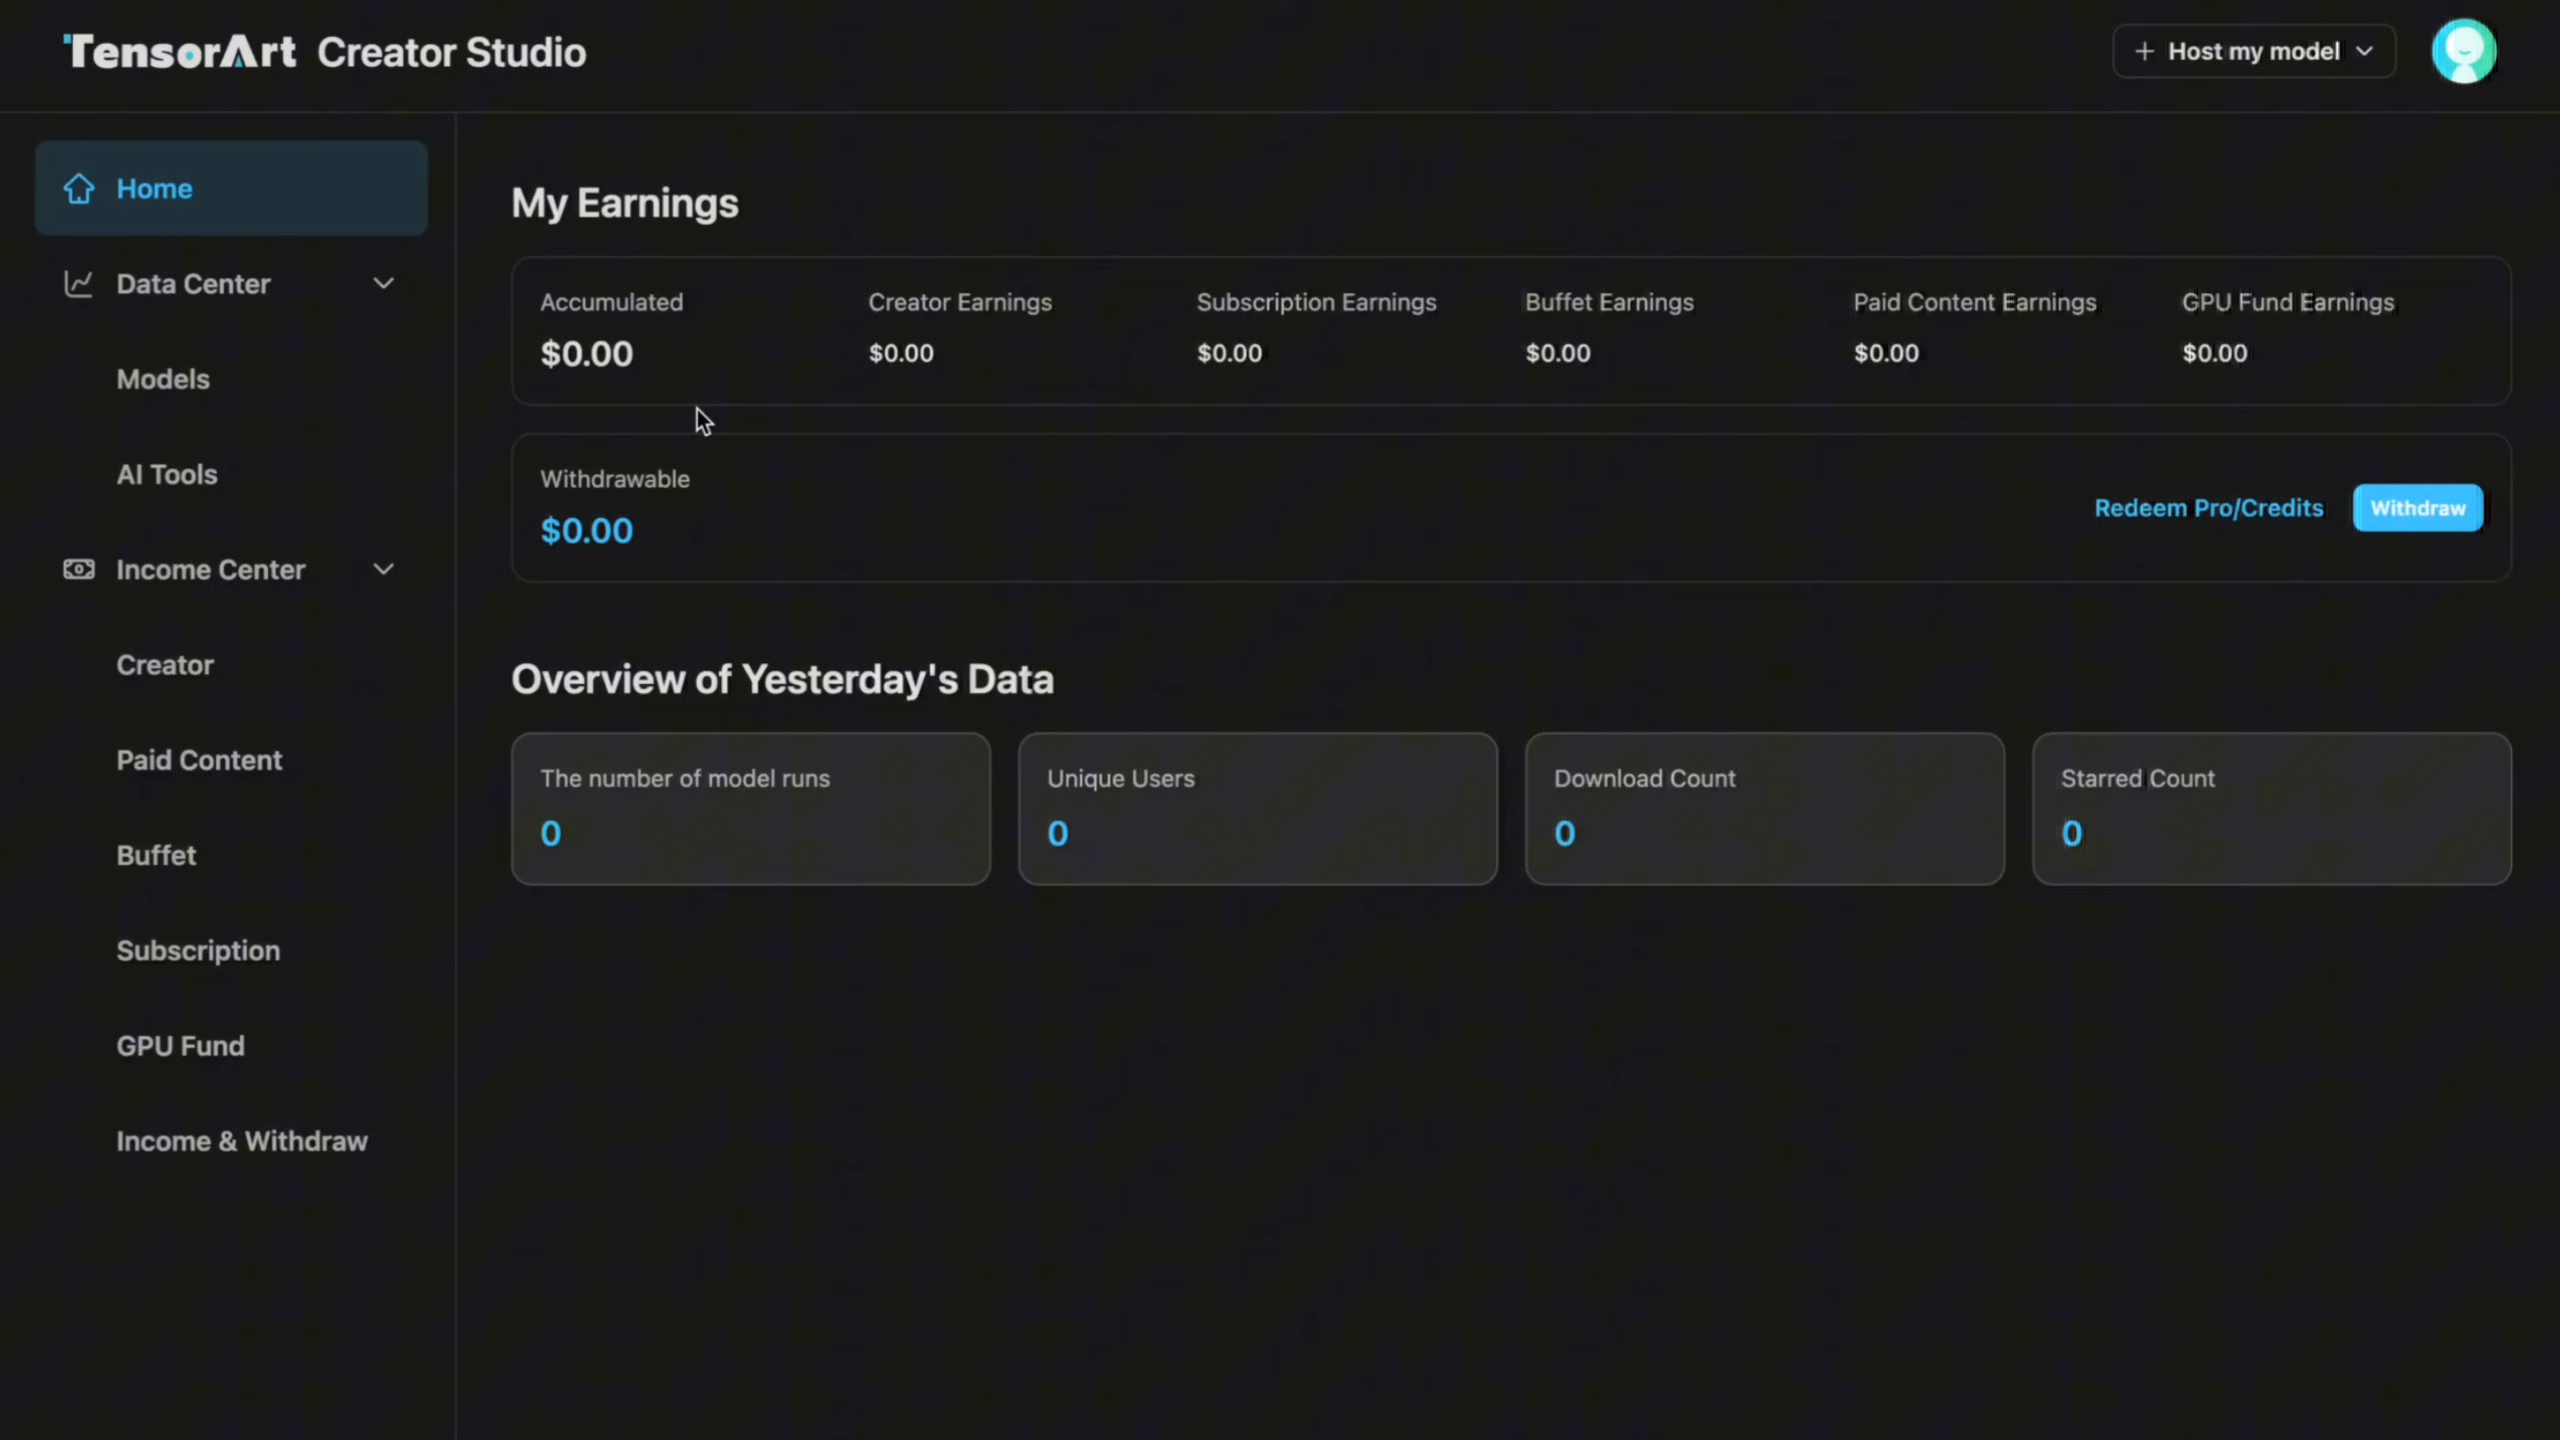 TensorArt Creator Studio
Host my model
Home
Data Center
Models
AI Tools
Income Center
Creator
Paid Content
Buffet
Subscription
GPU Fund
Income & Withdraw
My Earnings
Accumulated
$0.00
Creator Earnings
$0.00
Subscription Earnings
$0.00
Buffet Earnings
$0.00
Paid Content Earnings
$0.00
GPU Fund Earnings
$0.00
Withdrawable
$0.00
Redeem Pro/Credits
Withdraw
Overview of Yesterday's Data
The number of model runs
0
Unique Users
0
Download Count
0
Starred Count
0